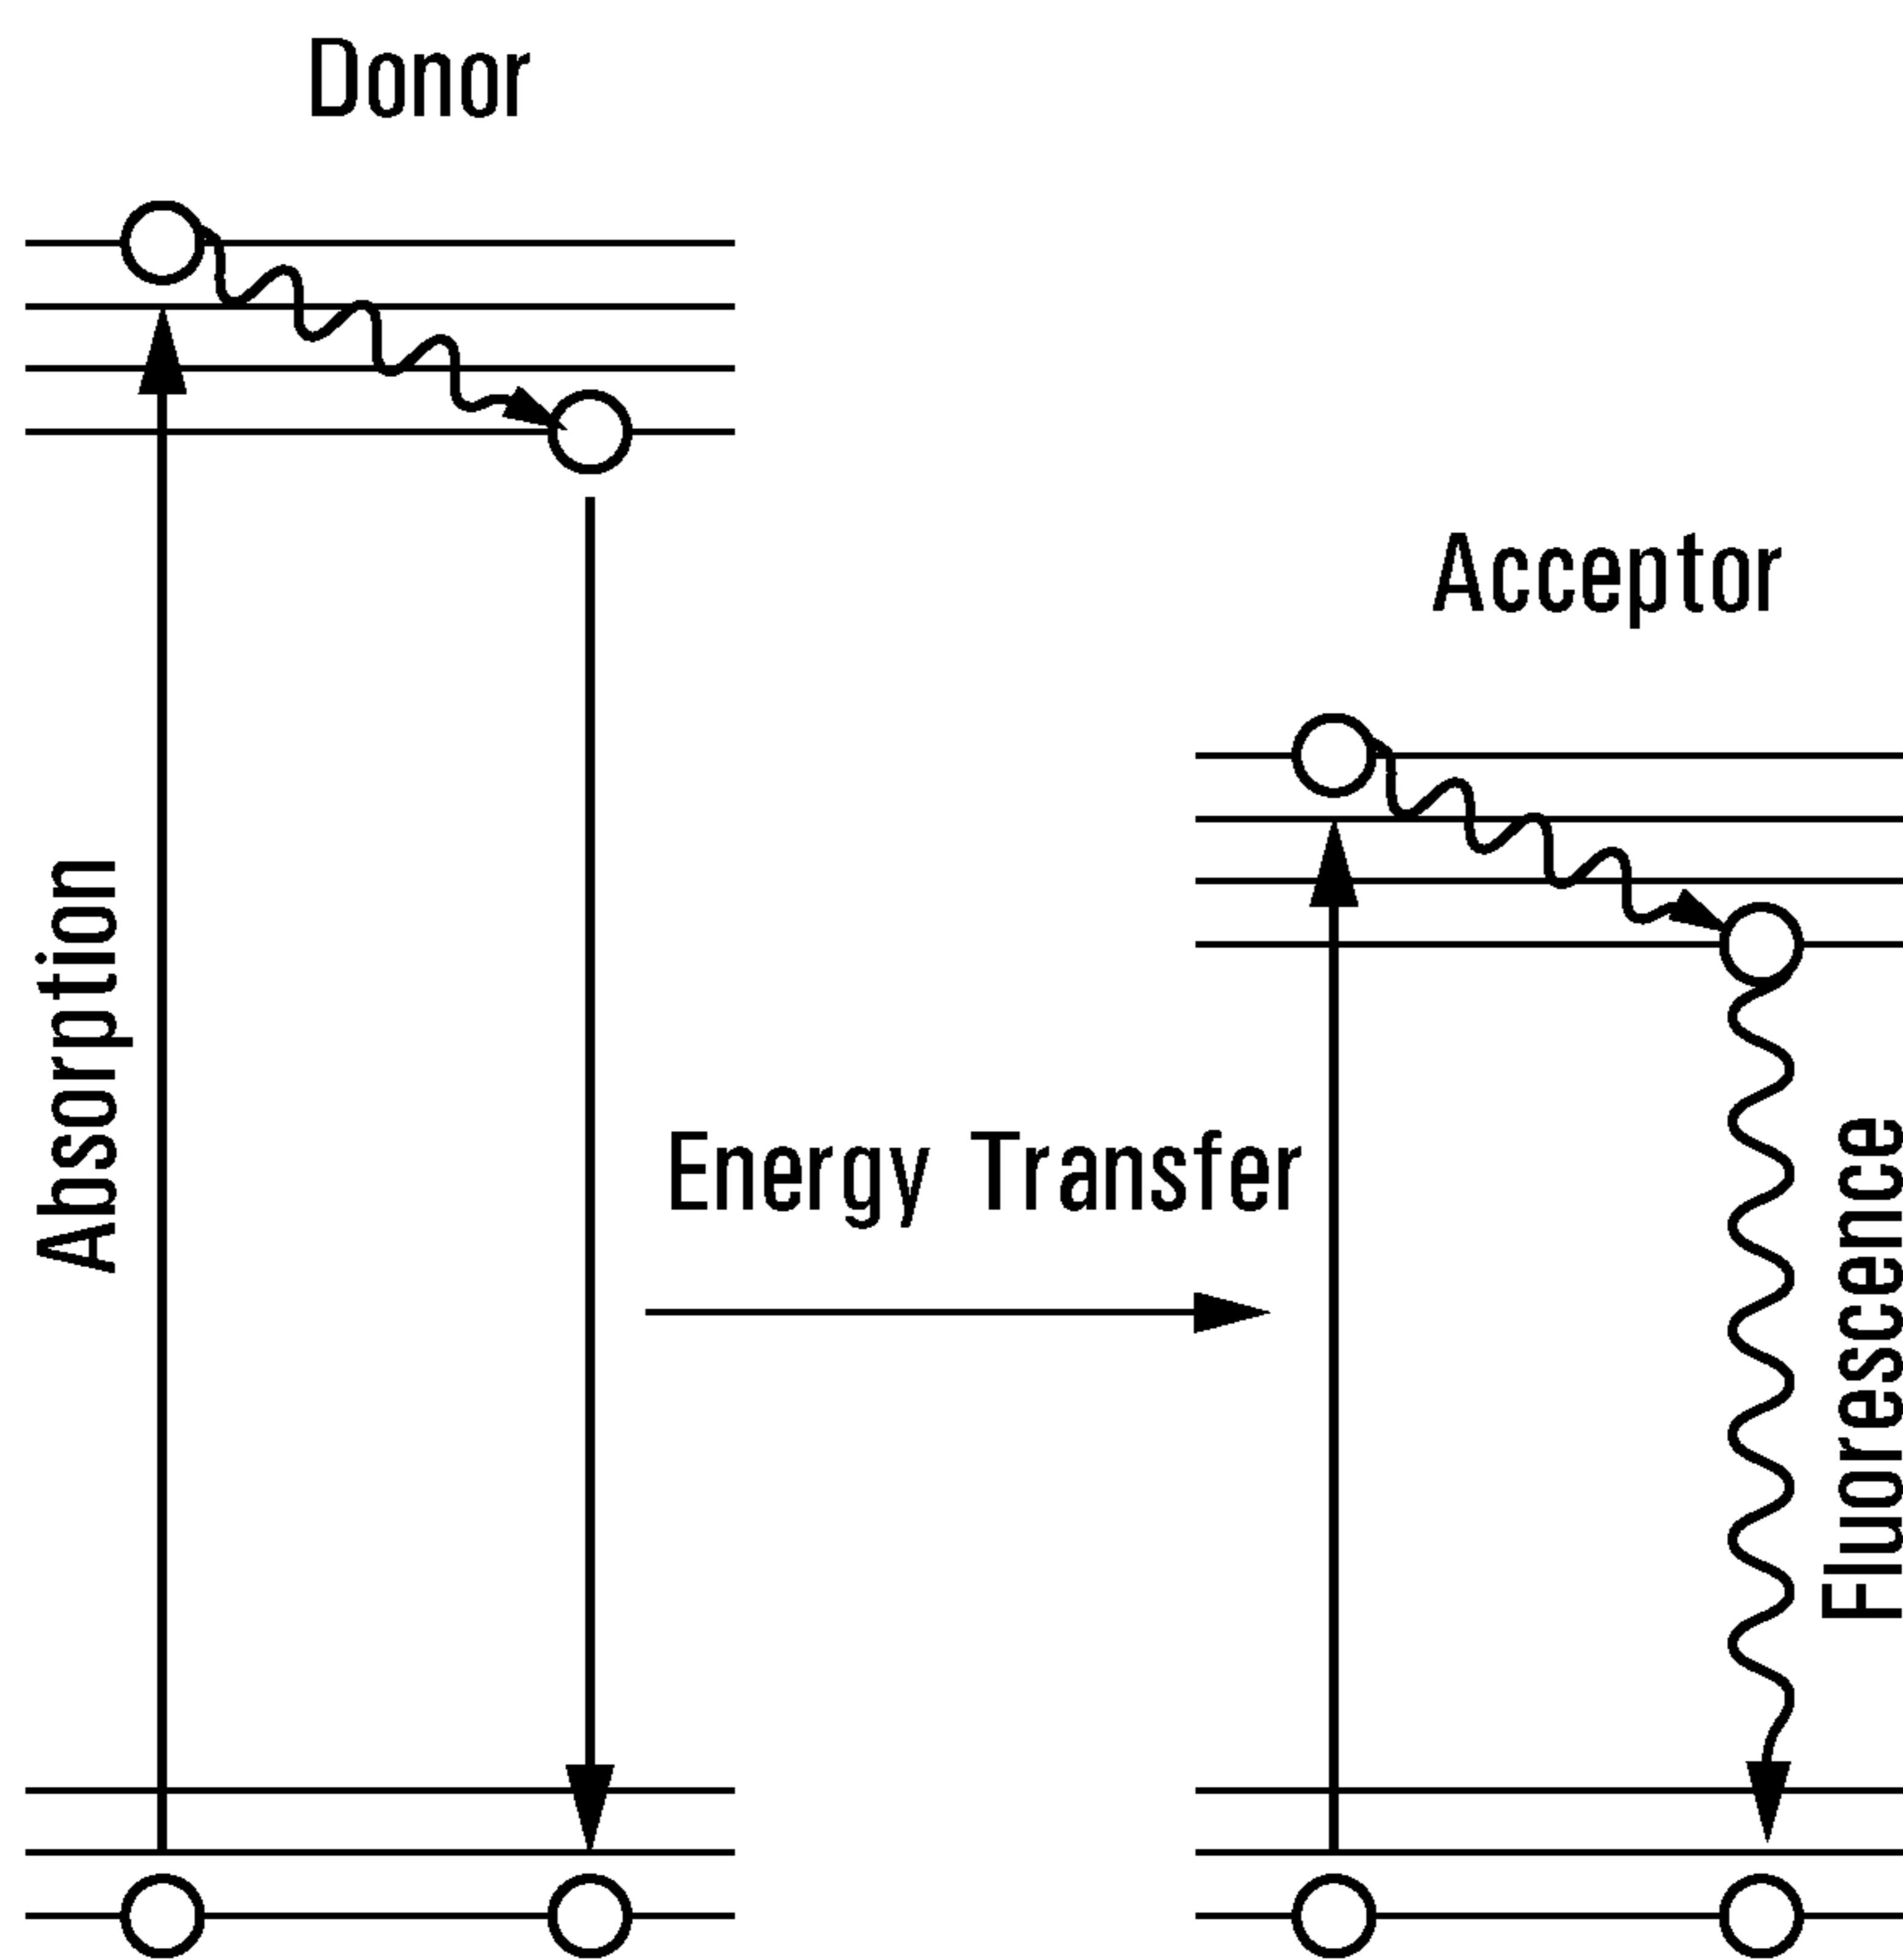 Donor
Acceptor
Absorption
Energy Transfer
Fluorescence